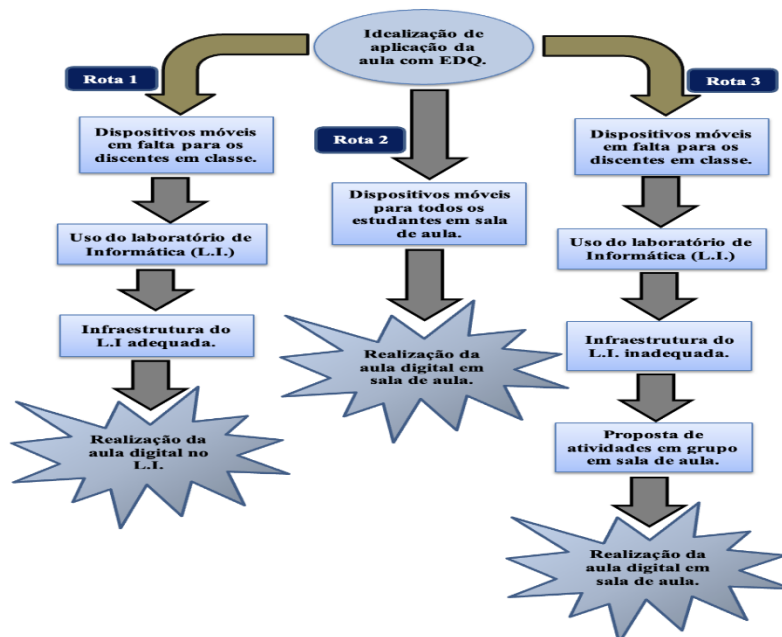 Idealização de
aplicação da
aula com EDQ.
Rota 1
Dispositivos móveis
em falta para os
discentes em classe.
Uso do laboratório de
Informática (L.I.)
Infraestrutura do
L.I adequada.
Realização da
aula digital no
L.I.
Rota 2
Dispositivos móveis
para todos os
estudantes em sala
de aula.
Realização da
aula digital em
sala de aula.
Rota 3
Dispositivos móveis
em falta para os
discentes em classe.
Uso do laboratório de
Informática (L.I.)
Infraestrutura do
L.I. inadequada.
Proposta de
atividades em grupo
em sala de aula.
Realização da
aula digital em
sala de aula.